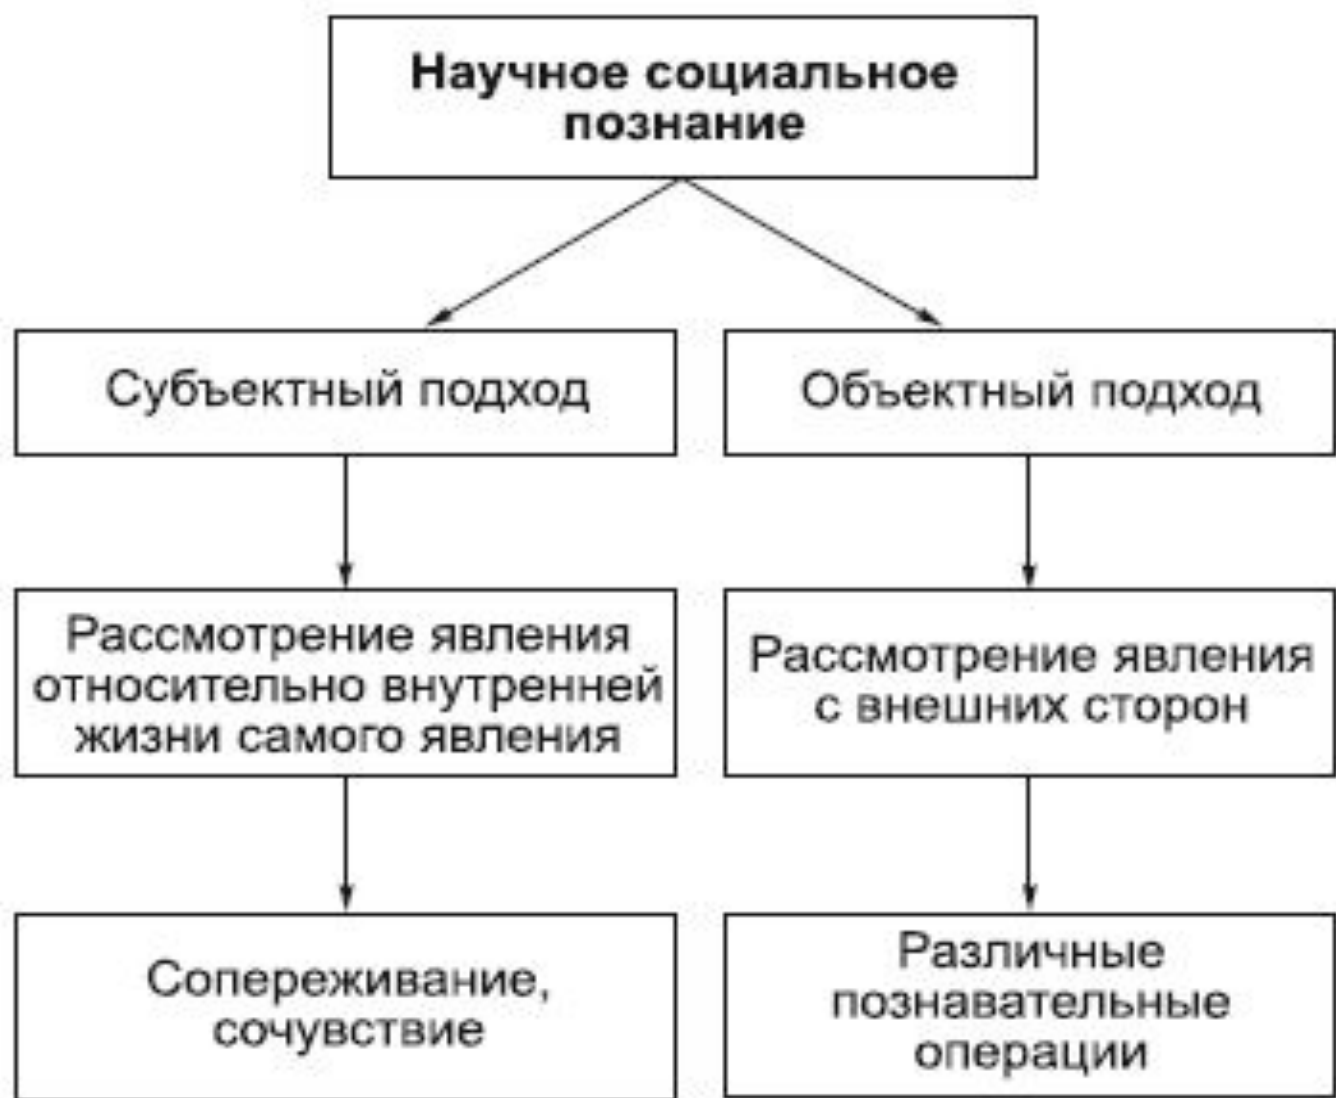 Научное социальное
познание
Субъектный подход
Объектный подход
Рассмотрение явления
относительно внутренней
жизни самого явления
Рассмотрение явления
с внешних сторон
Сопереживание,
сочувствие
Различные
познавательные
операции